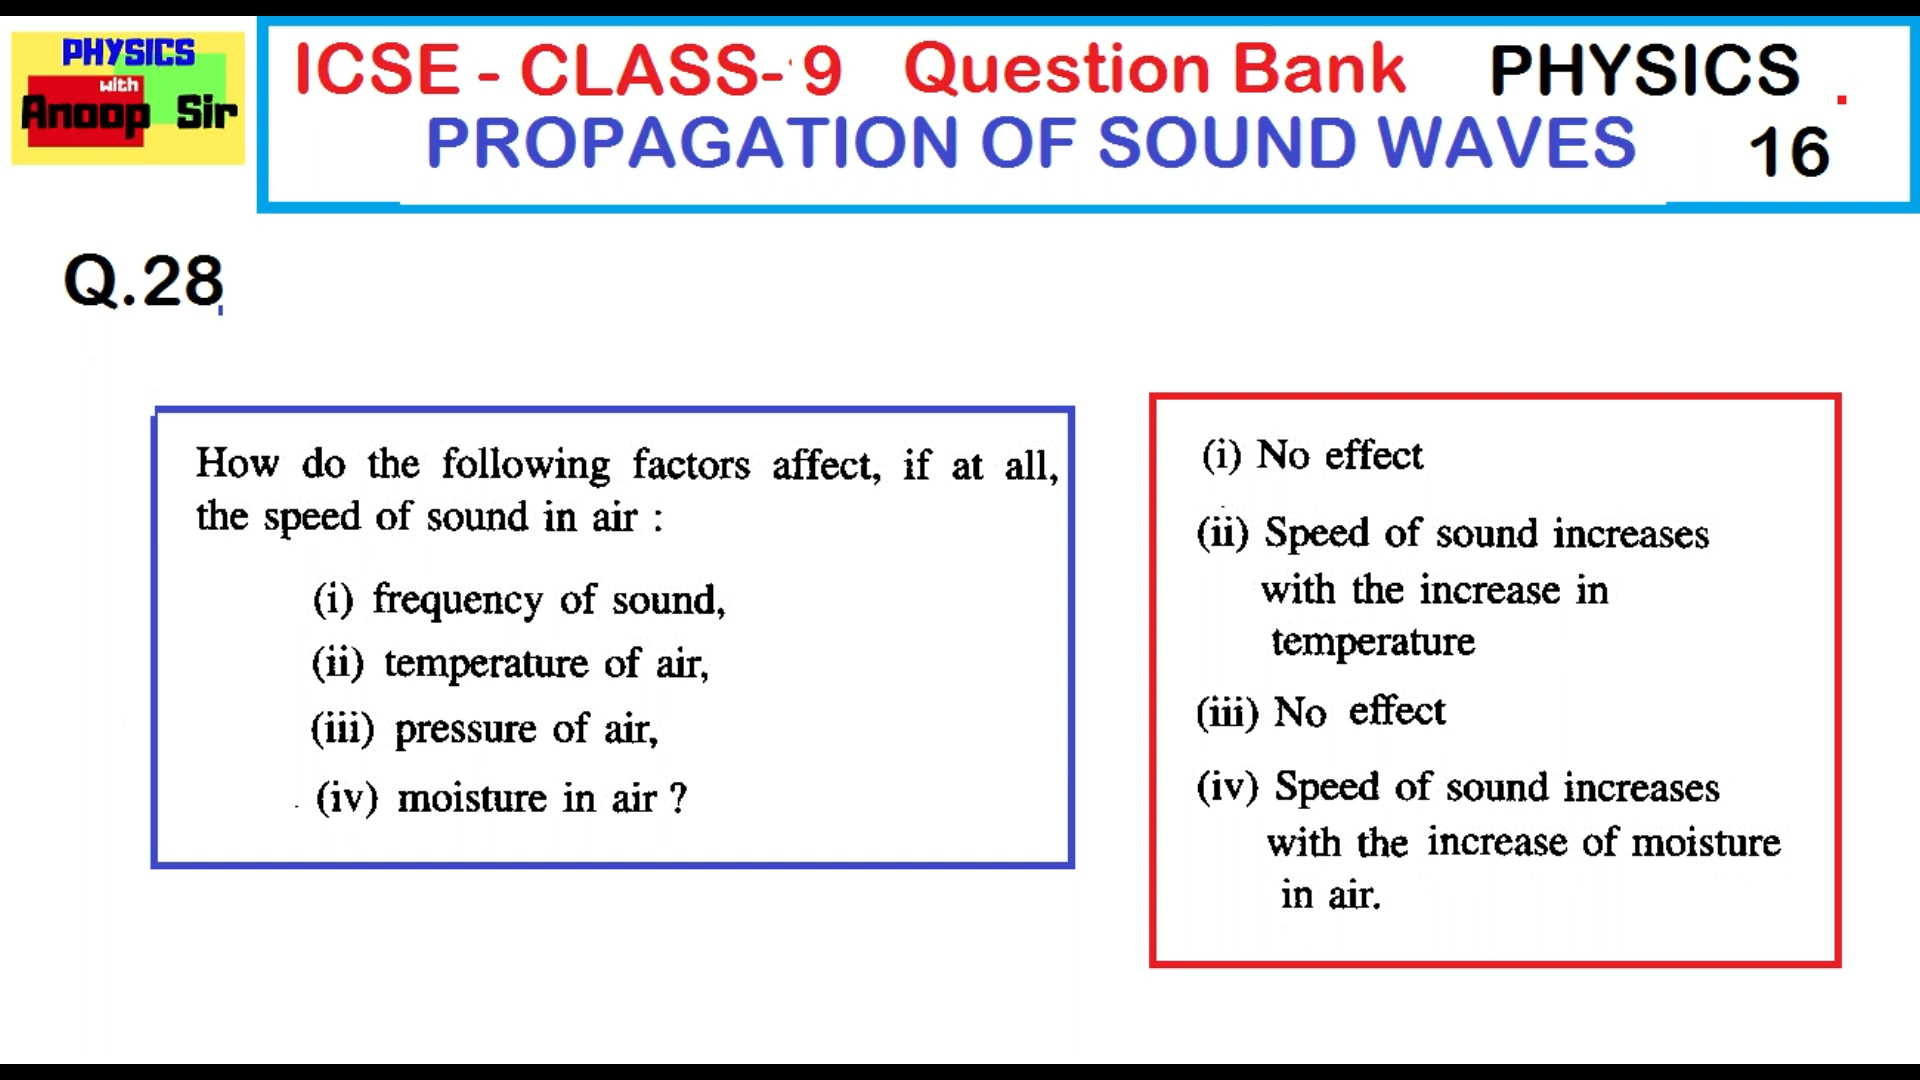 PHYSICS
with
Anoop Sir
ICSE - CLASS- 9 Question Bank PHYSICS
PROPAGATION OF SOUND WAVES 16
Q.28
How do the following factors affect, if at all,
the speed of sound in air :
(i) frequency of sound,
(ii) temperature of air,
(iii) pressure of air,
(iv) moisture in air ?
(i) No effect
(ii) Speed of sound increases
with the increase in
temperature
(iii) No effect
(iv) Speed of sound increases
with the increase of moisture
in air.